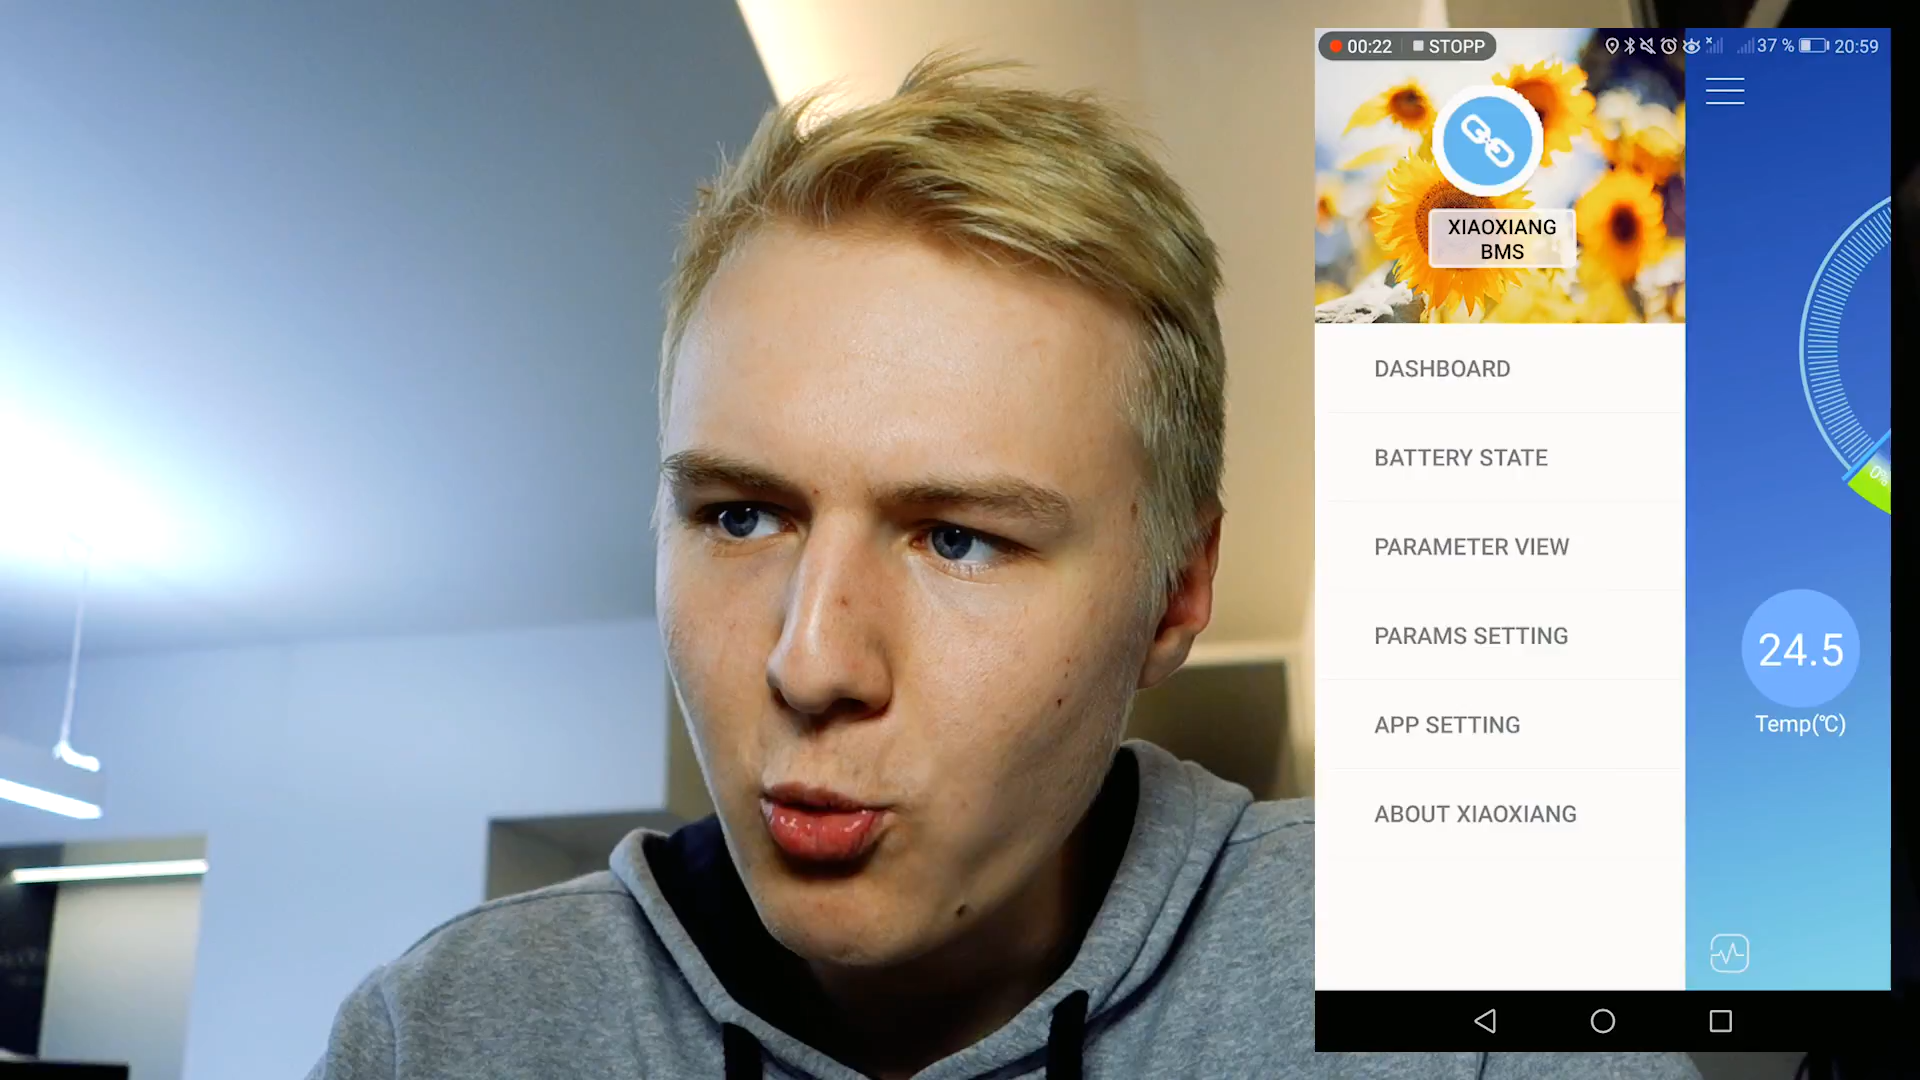 00:22 STOPP
37 % 20:59
XIAOXIANG
BMS
DASHBOARD
BATTERY STATE
PARAMETER VIEW
PARAMS SETTING
APP SETTING
ABOUT XIAOXIANG
0%
24.5
Temp(℃)